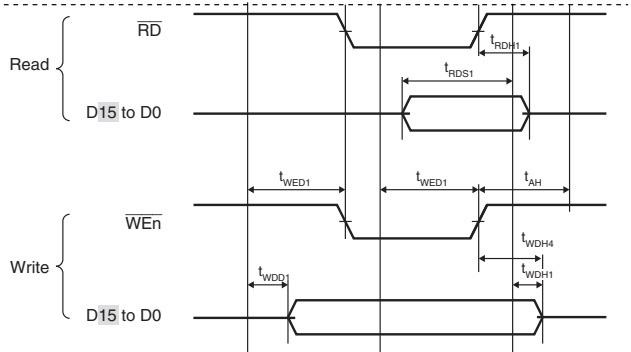 RD
tRDH1
Read
tRDS1
D15 to D0
tWED1
tWED1
tAH
WEn
tWDH4
Write
tWDD1
tWDH1
D15 to D0